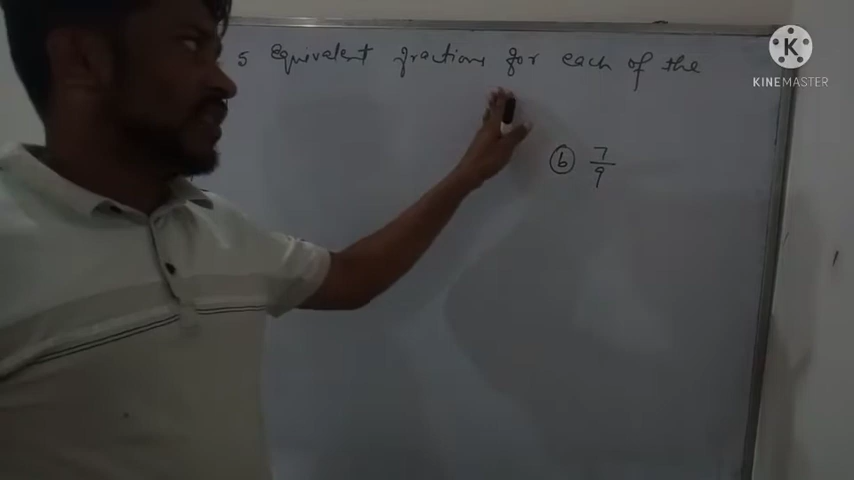 5 equivalent fractions for each of the
(b) 7/9
K
KINEMASTER